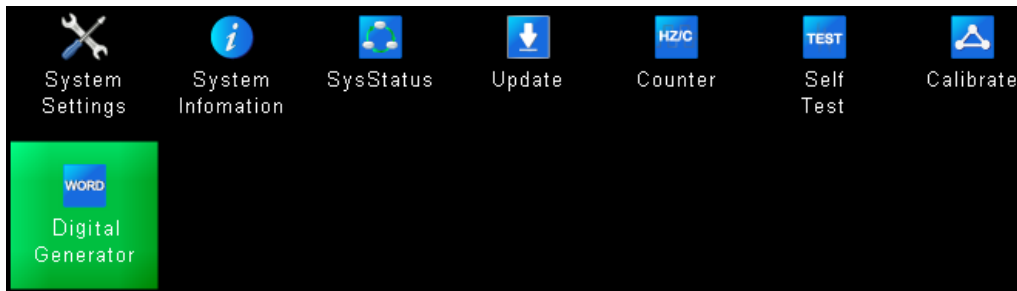 HZ/C
TEST
System
Settings
System
Infomation
SysStatus
Update
Counter
Self
Test
Calibrate
WORD
Digital
Generator